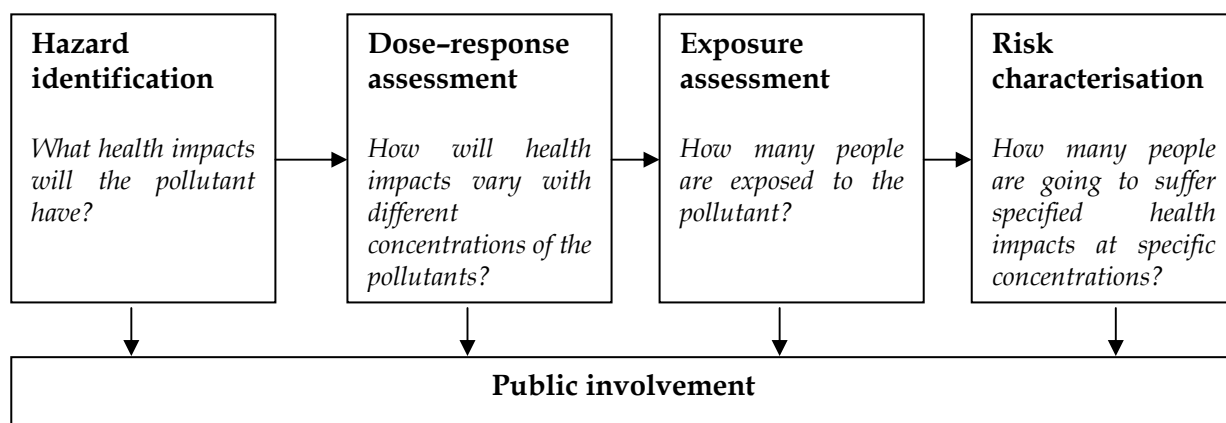 Hazard
identification
What health impacts
will the pollutant
have?
Dose–response
assessment
How will health
impacts vary with
different
concentrations of the
pollutants?
Exposure
assessment
How many people
are exposed to the
pollutant?
Risk
characterisation
How many people
are going to suffer
specified health
impacts at specific
concentrations?
Public involvement